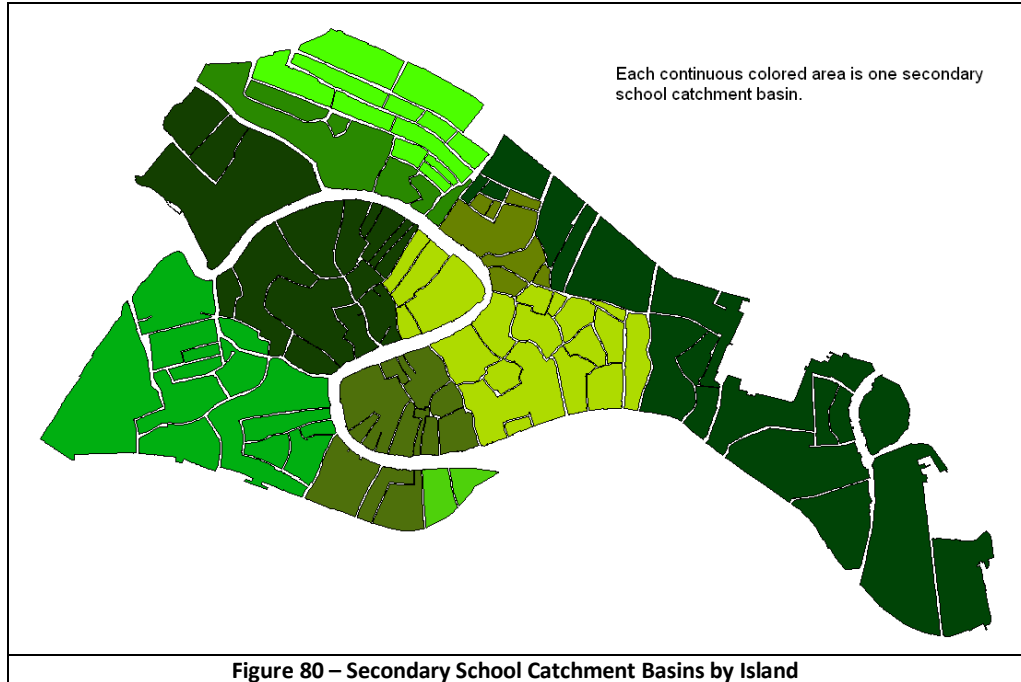 Each continuous colored area is one secondary
school catchment basin.
Figure 80 – Secondary School Catchment Basins by Island